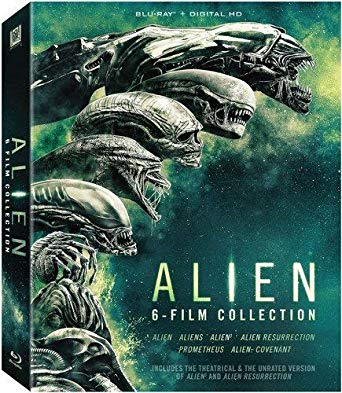 BLU-RAY + DIGITAL HD
ALIEN
6-FILM COLLECTION
ALIEN ALIENS ALIEN³ ALIEN RESURRECTION
PROMETHEUS ALIEN: COVENANT
INCLUDES THE THEATRICAL & THE UNRATED VERSION
OF ALIEN³ AND ALIEN RESURRECTION
ALIEN
6-FILM COLLECTION